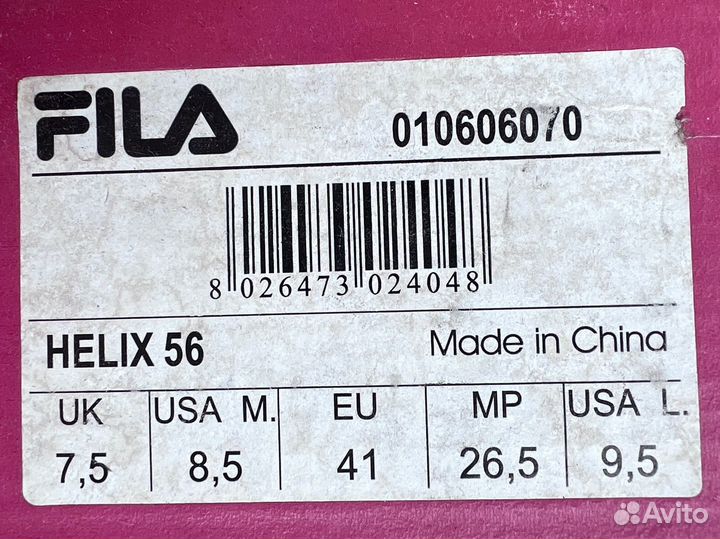 FILA 010606070
8 026473 024048
HELIX 56 Made in China
UK USA M. EU MP USA L.
7,5 8,5 41 26,5 9,5
Avito